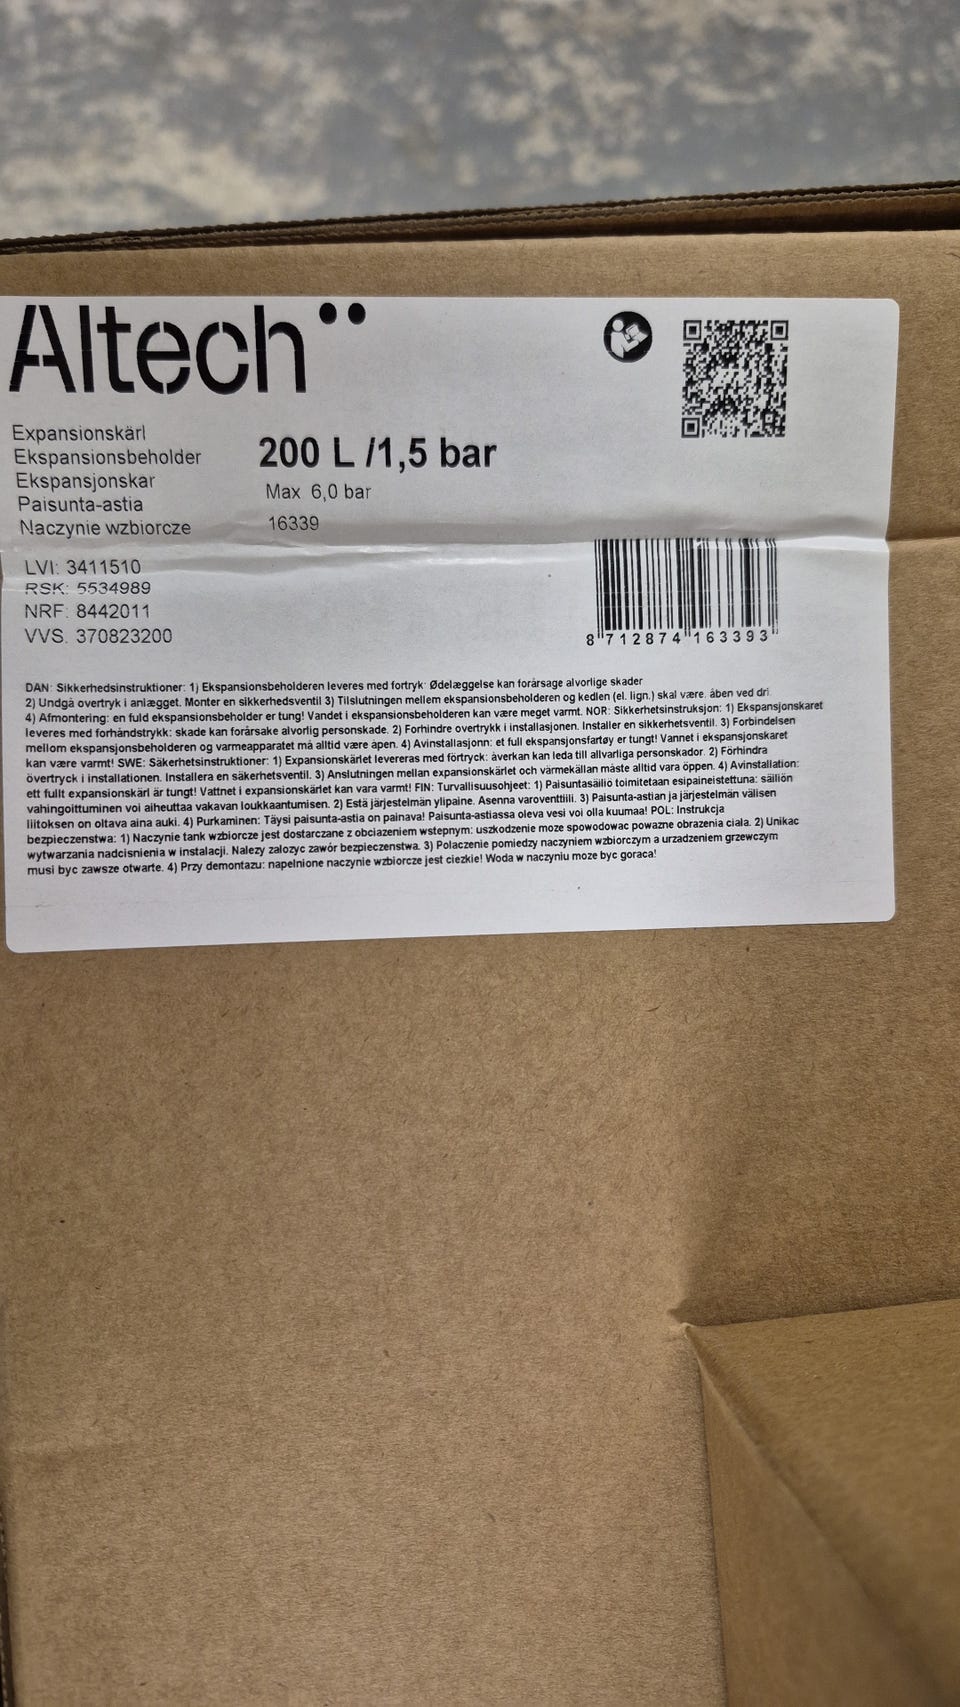 Altech
Expansionskärl
Ekspansionsbeholder
Ekspansjonskar
Paisunta-astia
Naczynie wzbiorcze
200 L /1,5 bar
Max 6,0 bar
16339
LVI: 3411510
RSK: 5534989
NRF: 8442011
VVS. 370823200
8 712874 163393
DAN: Sikkerhedsinstruktioner: 1) Ekspansionsbeholderen leveres med fortryk: Ødelæggelse kan forårsage alvorlige skader
2) Undgå overtryk i anlægget. Monter en sikkerhedsventil 3) Tilslutningen mellem ekspansionsbeholderen og kedlen (el. lign.) skal være. åben ved dri
4) Afmontering: en fuld ekspansionsbeholder er tung! Vandet i ekspansionsbeholderen kan være meget varmt. NOR: Sikkerhetsinstruksjon: 1) Ekspansjonskaret
leveres med forhåndstrykk: skade kan forårsake alvorlig personskade. 2) Forhindre overtrykk i installasjonen. Installer en sikkerhetsventil. 3) Forbindelsen
mellom ekspansjonsbeholderen og varmeapparatet må alltid være åpen. 4) Avinstallasjonn: et full ekspansjonsfartøy er tungt! Vannet i ekspansjonskaret
kan være varmt! SWE: Säkerhetsinstruktioner: 1) Expansionskärlet levereras med förtryck: åverkan kan leda till allvarliga personskador. 2) Förhindra
övertryck i installationen. Installera en säkerhetsventil. 3) Anslutningen mellan expansionskärlet och värmekällan måste alltid vara öppen. 4) Avinstallation:
ett fullt expansionskärl är tungt! Vattnet i expansionskärlet kan vara varmt! FIN: Turvallisuusohjeet: 1) Paisuntasäiliö toimitetaan esipaineistettuna: säiliön
vahingoittuminen voi aiheuttaa vakavan loukkaantumisen. 2) Estä järjestelmän ylipaine. Asenna varoventtiili. 3) Paisunta-astian ja järjestelmän välisen
liitoksen on oltava aina auki. 4) Purkaminen: Täysi paisunta-astia on painava! Paisunta-astiassa oleva vesi voi olla kuumaa! POL: Instrukcja
bezpieczenstwa: 1) Naczynie tank wzbiorcze jest dostarczane z obciazeniem wstepnym: uszkodzenie moze spowodowac powazne obrazenia ciala. 2) Unikac
wytwarzania nadcisnienia w instalacji. Nalezy zalozyc zawór bezpieczenstwa. 3) Polaczenie pomiedzy naczyniem wzbiorczym a urzadzeniem grzewczym
musi byc zawsze otwarte. 4) Przy demontazu: napelnione naczynie wzbiorcze jest ciezkie! Woda w naczyniu moze byc goraca!